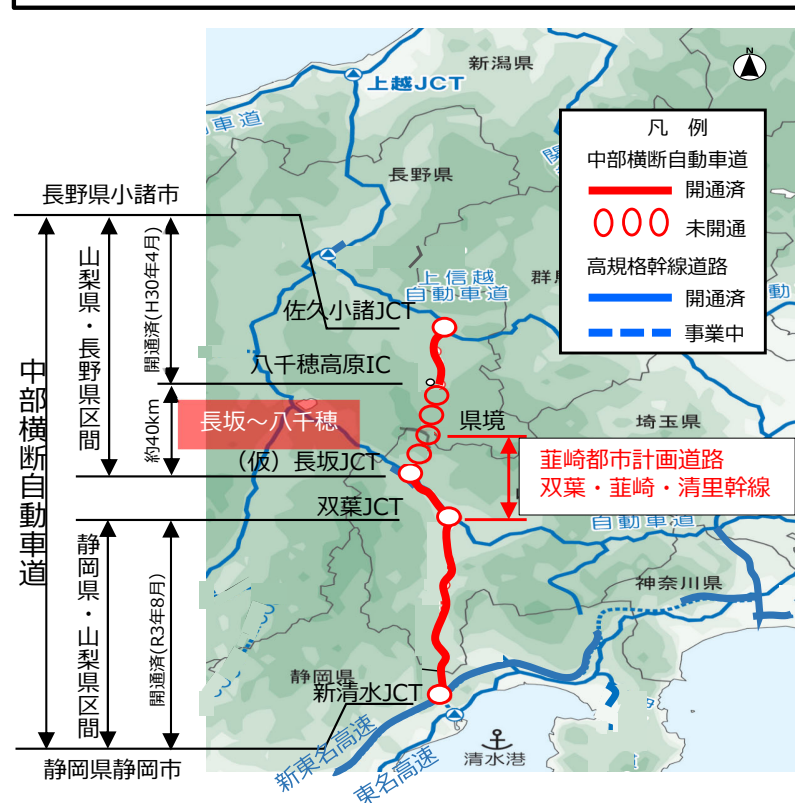 新潟県
N
上越JCT
車道
凡 例
中部横断自動車道
開通済
未開通
高規格幹線道路
開通済
事業中
長野県
長野県小諸市
上信越
自動車道
群
動
佐久小諸JCT
開通済(H30年4月)
山梨県・長野県区間
中部横断自動車道
八千穂高原IC
約40km
長坂~八千穂
県境
埼玉県
(仮)長坂JCT
韮崎都市計画道路
双葉・韮崎・清里幹線
双葉JCT
自動車道
神奈川県
静岡県・山梨県区間
開通済(R3年8月)
静岡県
新清水JCT
清水港
新東名高速
東名高速
静岡県静岡市